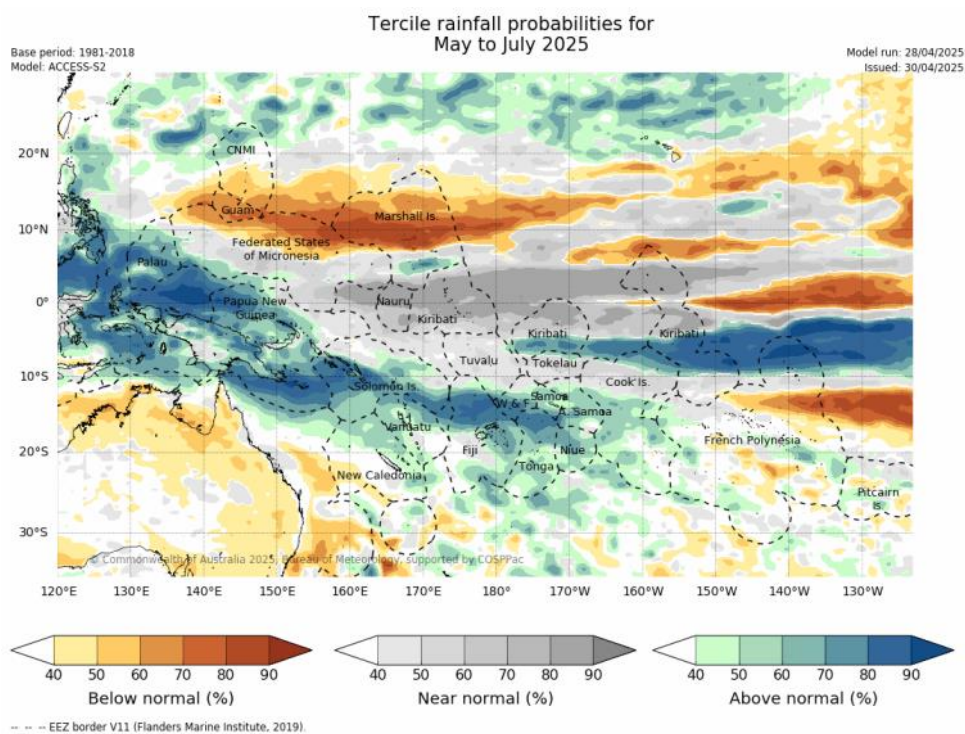 Tercile rainfall probabilities for
May to July 2025
Base period: 1981-2018
Model: ACCESS-S2
Model run: 28/04/2025
Issued: 30/04/2025
20°N
10°N
0°
10°S
20°S
30°S
CNMI
Guam
Marshall Is.
Federated States
of Micronesia
Palau
Papua New
Guinea
Nauru
Kiribati
Kiribati
Kiribati
Tuvalu
Tokelau
Solomon Is.
Cook Is.
Samoa
W & F
A. Samoa
Vanuatu
Fiji
Niue
French Polynesia
Tonga
New Caledonia
Pitcairn
Is.
© Commonwealth of Australia 2025, Bureau of Meteorology, supported by COSPPac
120°E 130°E 140°E 150°E 160°E 170°E 180° 170°W 160°W 150°W 140°W 130°W
40 50 60 70 80 90
Below normal (%)
40 50 60 70 80 90
Near normal (%)
40 50 60 70 80 90
Above normal (%)
-- -- -- EEZ border V11 (Flanders Marine Institute, 2019).